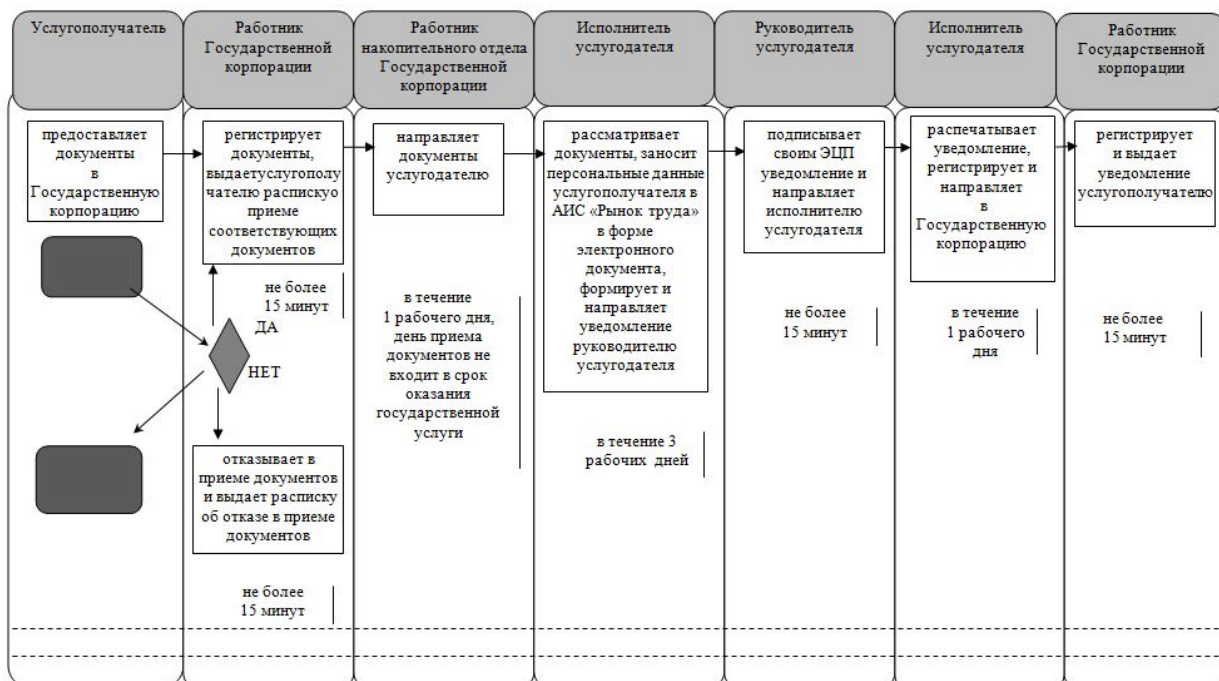 Услугополучатель
Работник
Государственной
корпорации
Работник
накопительного отдела
Государственной
корпорации
Исполнитель
услугодателя
Руководитель
услугодателя
Исполнитель
услугодателя
Работник
Государственной
корпорации
предоставляет
документы
в
Государственную
корпорацию
регистрирует
документы,
выдаетуслугополу
чателю распискуо
приеме
соответствующих
документов
направляет
документы
услугодателю
рассматривает
документы, заносит
персональные данные
услугополучателя в
АИС «Рынок труда»
в форме
электронного
документа,
формирует и
направляет
уведомление
руководителю
услугодателя
подписывает
своим ЭЦП
уведомление и
направляет
исполнителю
услугодателя
распечатывает
уведомление,
регистрирует и
направляет
в
Государственную
корпорацию
регистрирует
и выдает
уведомление
услугополучателю
не более
15 минут
ДА
НЕТ
в течение
1 рабочего дня,
день приема
документов не
входит в срок
оказания
государственной
услуги
в течение 3
рабочих дней
не более
15 минут
в течение
1 рабочего
дня
не более
15 минут
отказывает в
приеме документов
и выдает расписку
об отказе в приеме
документов
не более
15 минут